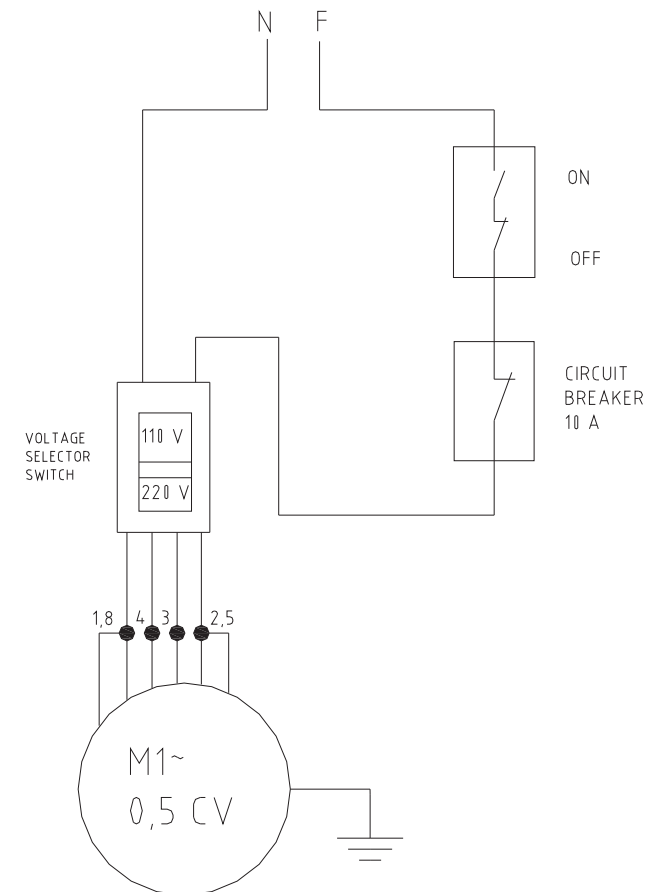 N F
ON
OFF
CIRCUIT
BREAKER
10 A
VOLTAGE
SELECTOR
SWITCH
110 V
220 V
1,8 4 3 2,5
M1~
0,5 CV